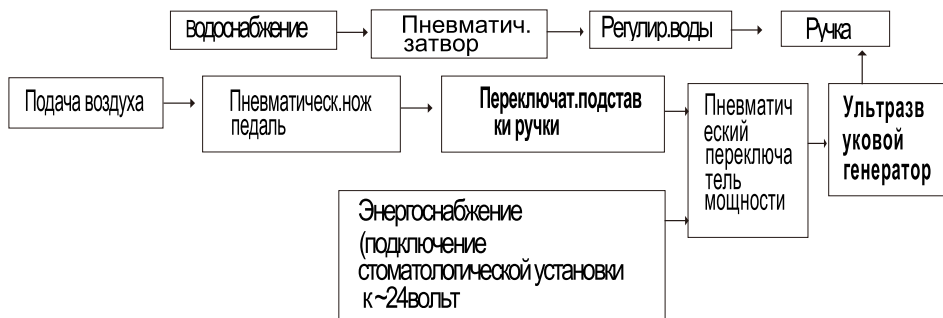 Водоснабжение
Пневматич.
затвор
Регулир.воды
Ручка
Подача воздуха
Пневматическ.нож
педаль
Переключат.подстав
ки ручки
Пневматич
еский
переключа
тель
мощности
Ультразв
уковой
генератор
Энергоснабжение
(подключение
стоматологической установки
к ~24вольт